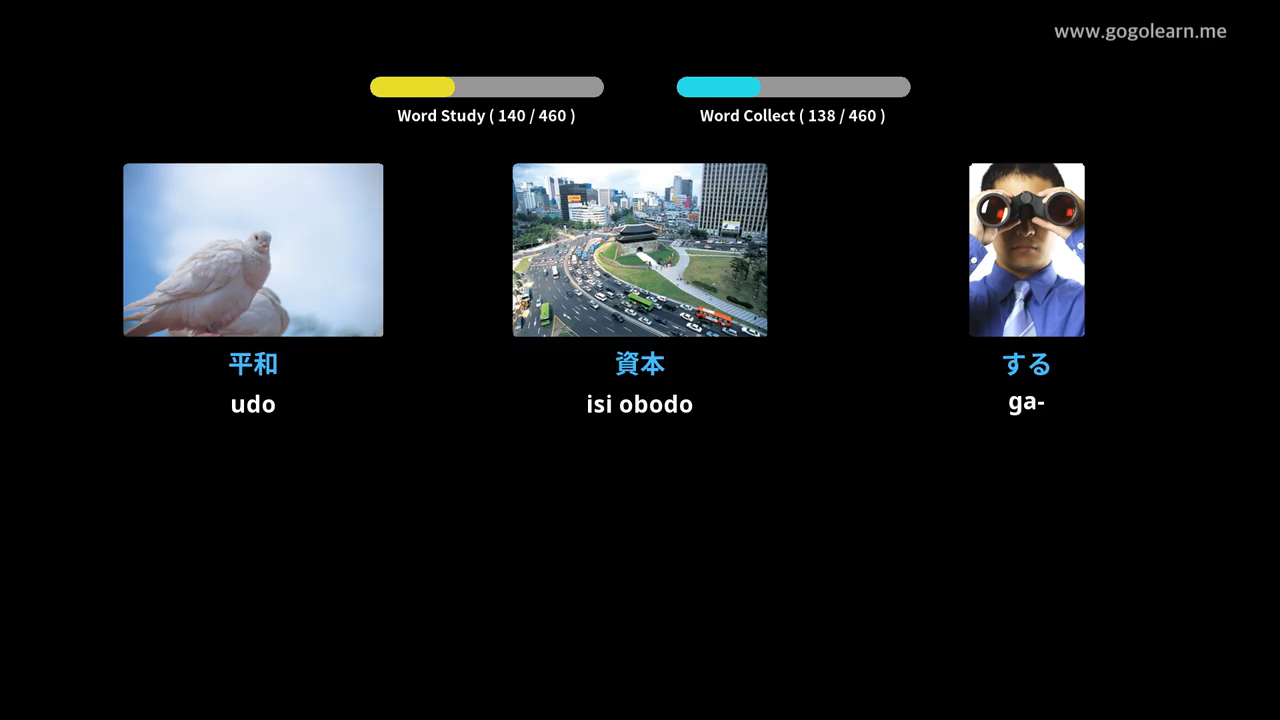 www.gogolearn.me
Word Study ( 140 / 460 )
Word Collect ( 138 / 460 )
平和
資本
する
udo
isi obodo
ga-